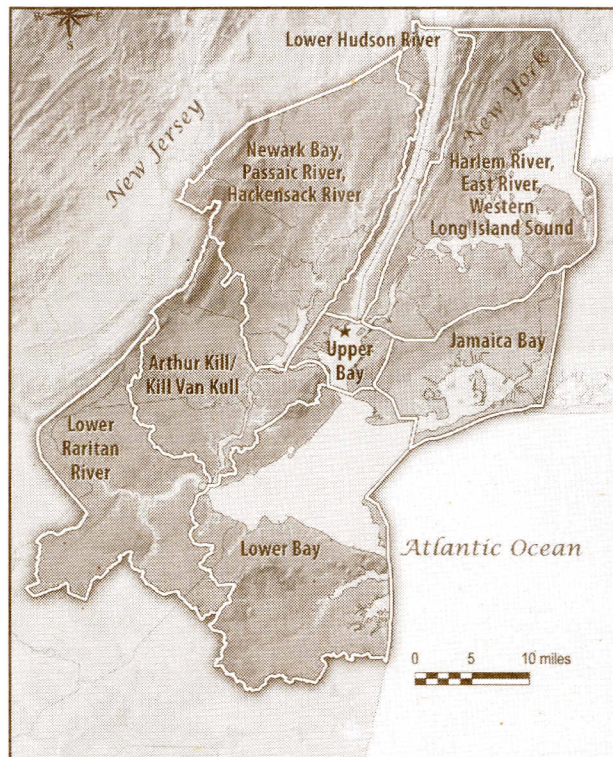 W
E
S
Lower Hudson River
New York
New Jersey
Newark Bay,
Passaic River,
Hackensack River
Harlem River,
East River,
Western
Long Island Sound
Upper
Bay
Jamaica Bay
Arthur Kill/
Kill Van Kull
Lower
Raritan
River
Lower Bay
Atlantic Ocean
0 5 10 miles